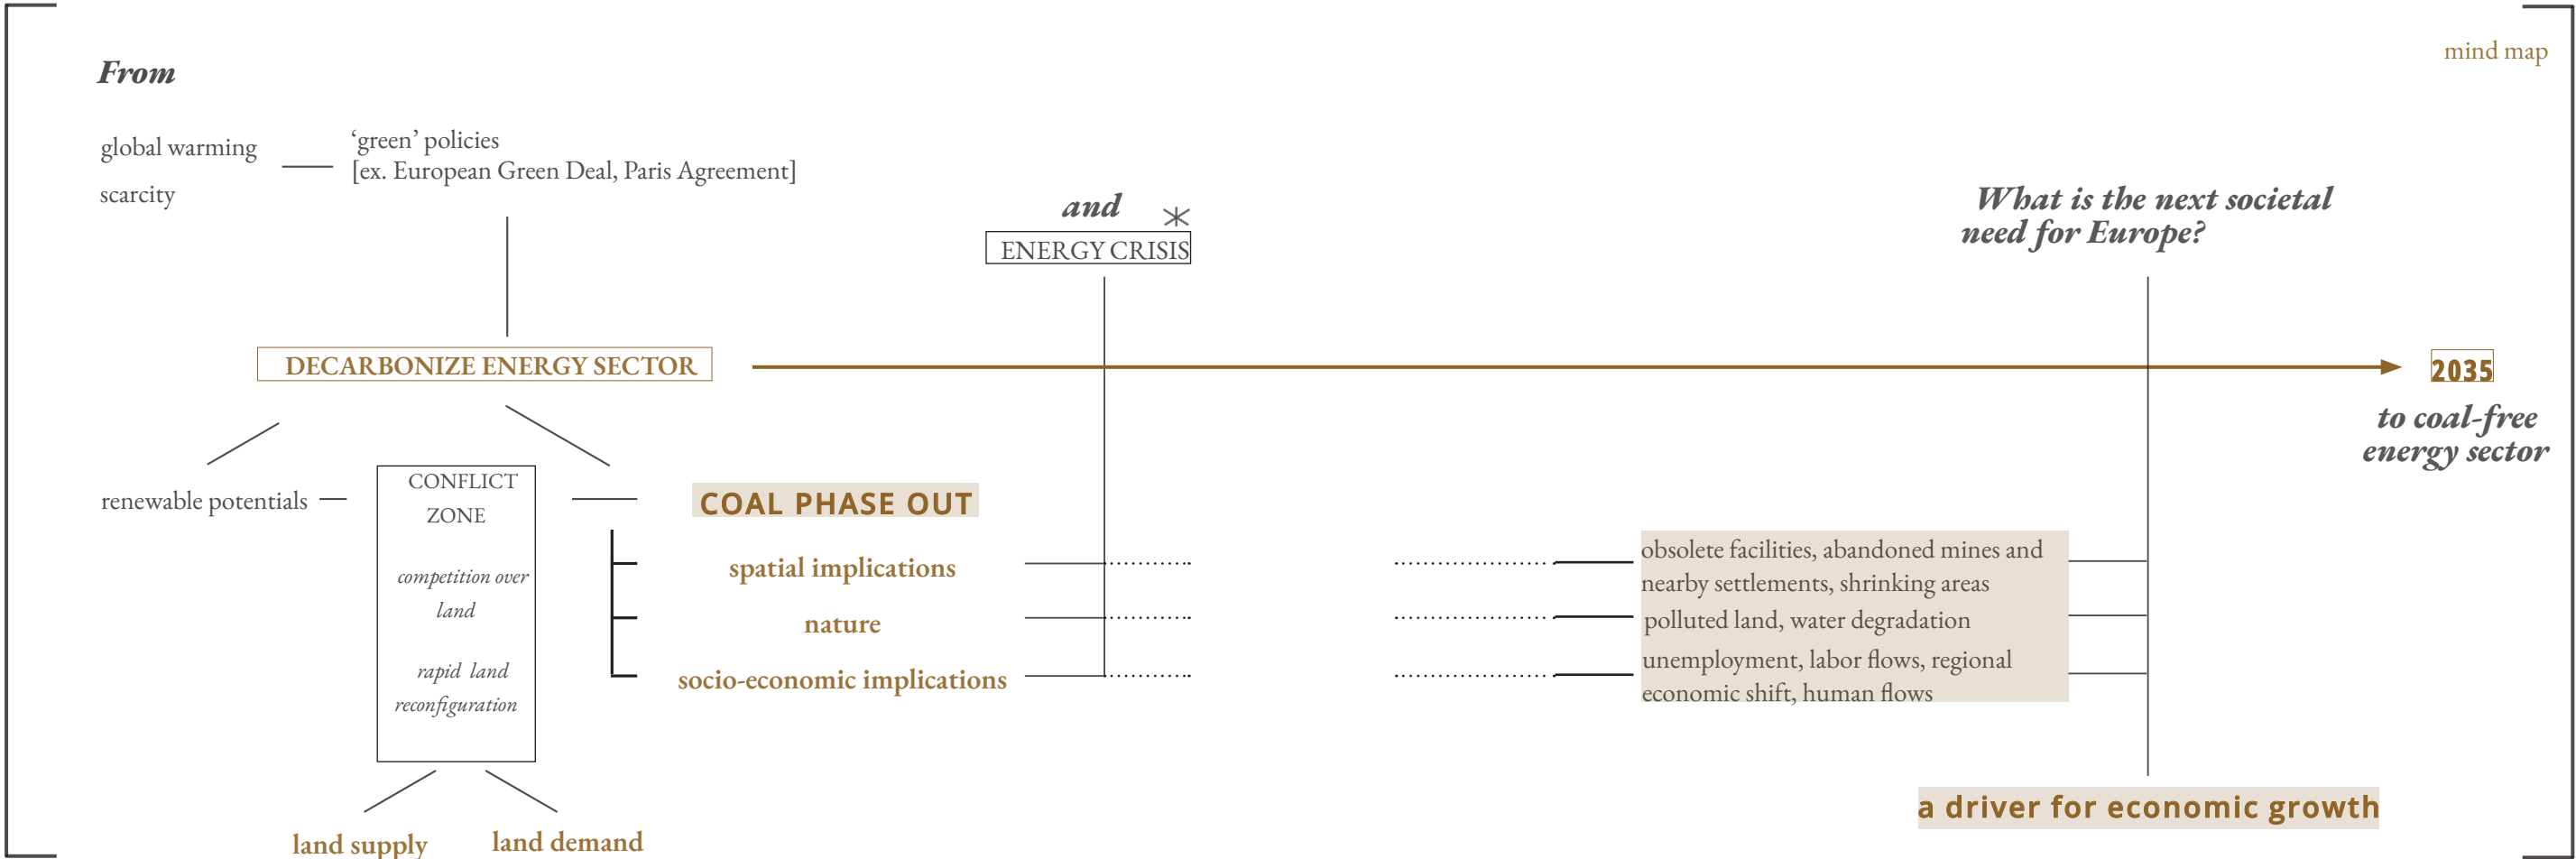 mind map
From
global warming
scarcity
‘green’ policies
[ex. European Green Deal, Paris Agreement]
and *
ENERGY CRISIS
What is the next societal
need for Europe?
DECARBONIZE ENERGY SECTOR
2035
to coal-free
energy sector
renewable potentials
CONFLICT
ZONE
competition over
land
rapid land
reconfiguration
land supply
land demand
COAL PHASE OUT
spatial implications
nature
socio-economic implications
obsolete facilities, abandoned mines and
nearby settlements, shrinking areas
polluted land, water degradation
unemployment, labor flows, regional
economic shift, human flows
a driver for economic growth